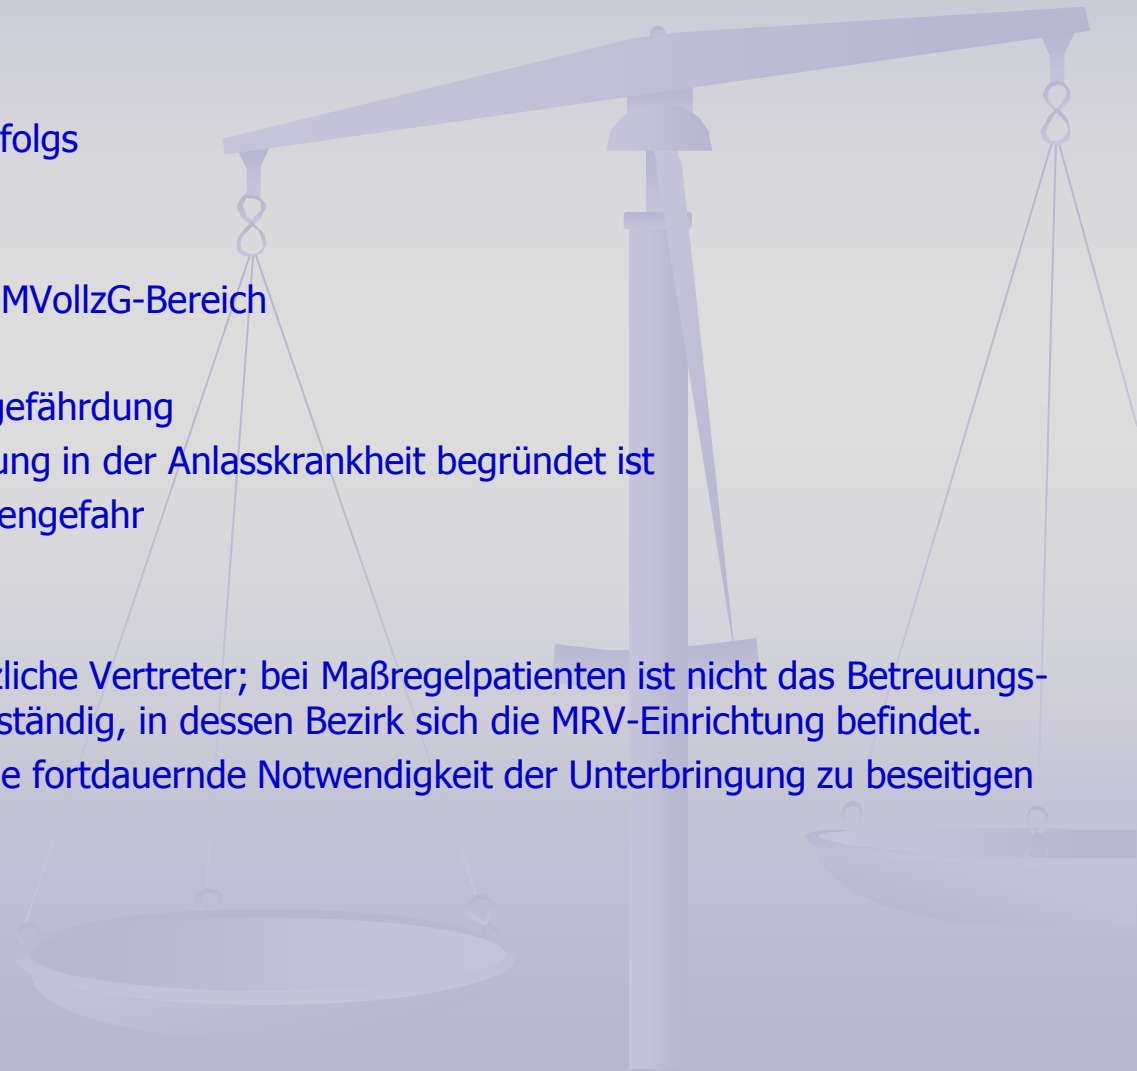 folgs
MVollzG-Bereich
gefährdung
ung in der Anlasskrankheit begründet ist
engefahr
zliche Vertreter; bei Maßregelpatienten ist nicht das Betreuungs-
ständig, in dessen Bezirk sich die MRV-Einrichtung befindet.
e fortdauernde Notwendigkeit der Unterbringung zu beseitigen